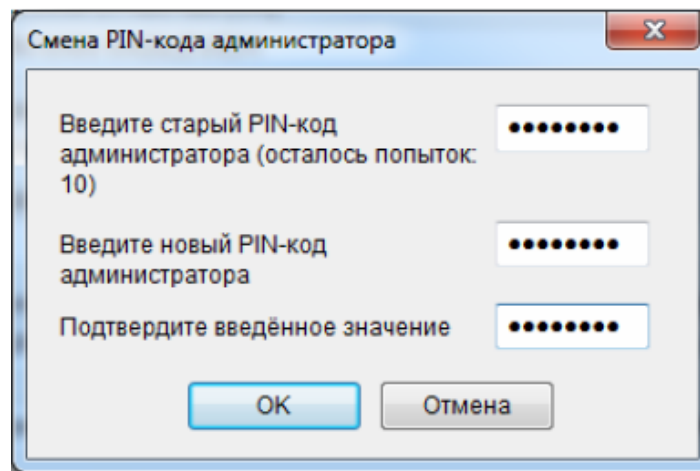 Смена PIN-кода администратора
Введите старый PIN-код
администратора (осталось попыток:
10)
••••••••
Введите новый PIN-код
администратора
••••••••
Подтвердите введённое значение
••••••••
OK
Отмена